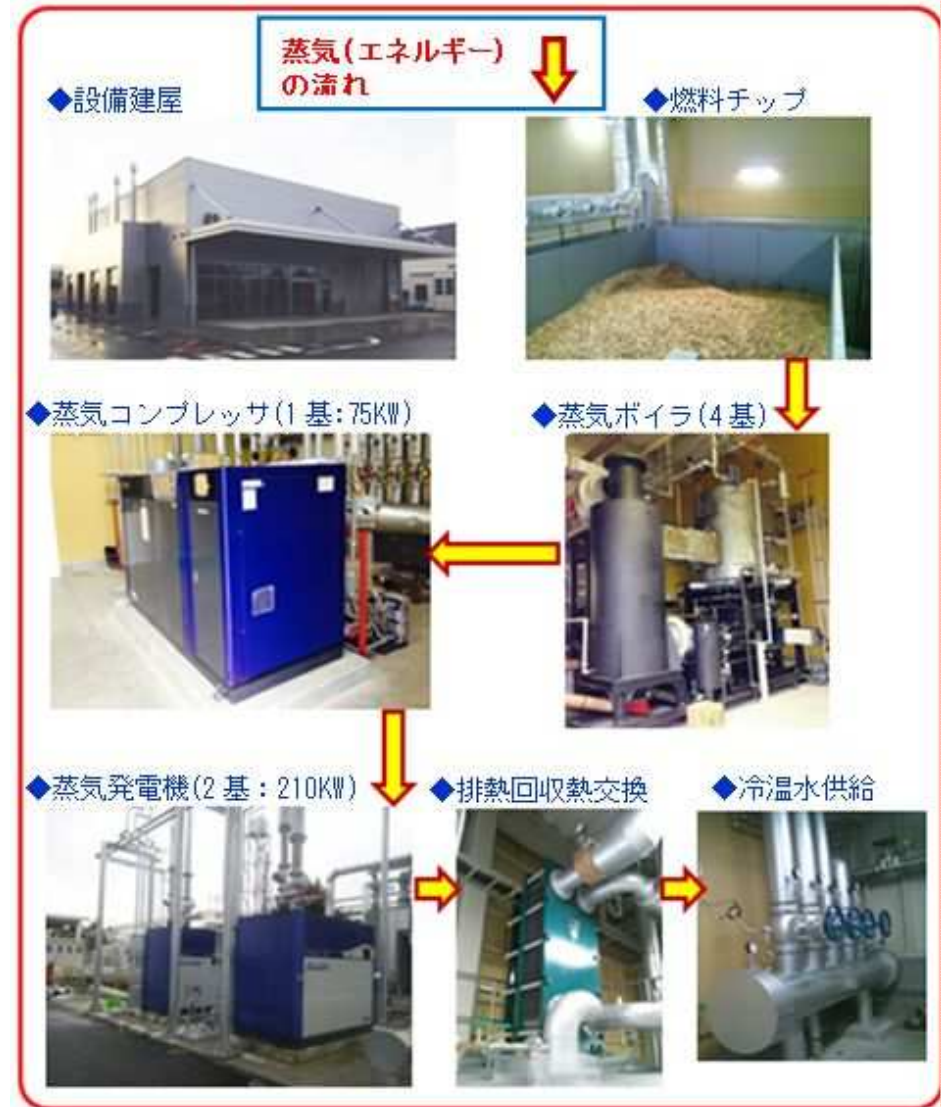 蒸気(エネルギー)
の流れ
◆設備建屋
◆燃料チップ
◆蒸気コンプレッサ(1基:75KW)
◆蒸気ボイラ(4基)
◆蒸気発電機(2基：210KW)
◆排熱回収熱交換
◆冷温水供給